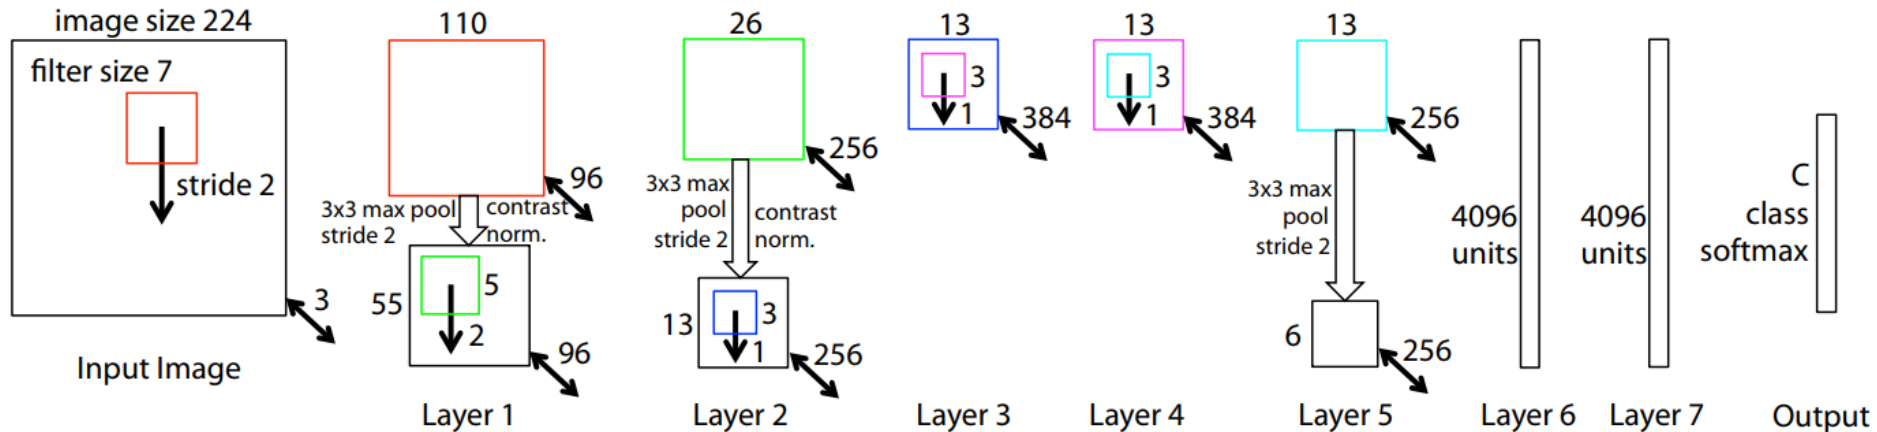 image size 224
filter size 7
stride 2
3
Input Image
110
96
3x3 max pool
stride 2
contrast
norm.
55
5
2
96
Layer 1
26
256
3x3 max
pool
stride 2
contrast
norm.
13
3
1
256
Layer 2
13
3
1
384
Layer 3
13
3
1
384
Layer 4
13
256
3x3 max
pool
stride 2
6
256
Layer 5
4096
units
Layer 6
4096
units
Layer 7
C
class
softmax
Output